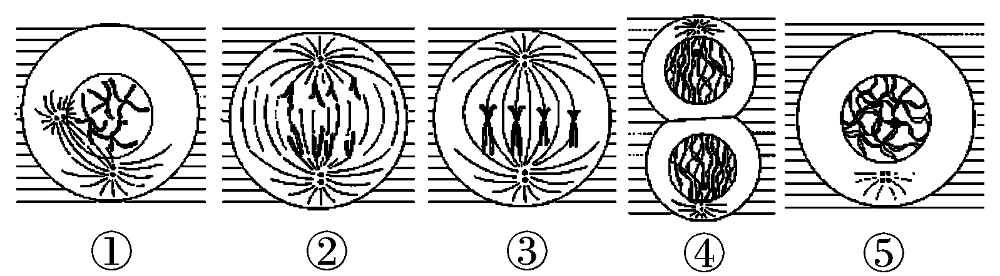 ① ② ③ ④ ⑤